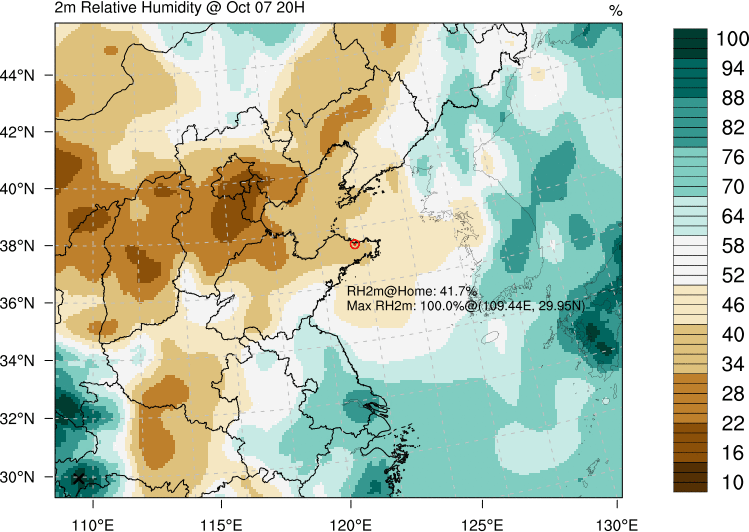 2m Relative Humidity @ Oct 07 20H
%
44°N
42°N
40°N
38°N
36°N
34°N
32°N
30°N
RH2m@Home: 41.7%
Max RH2m: 100.0%@(109.44E, 29.95N)
110°E
115°E
120°E
125°E
130°E
100
94
88
82
76
70
64
58
52
46
40
34
28
22
16
10